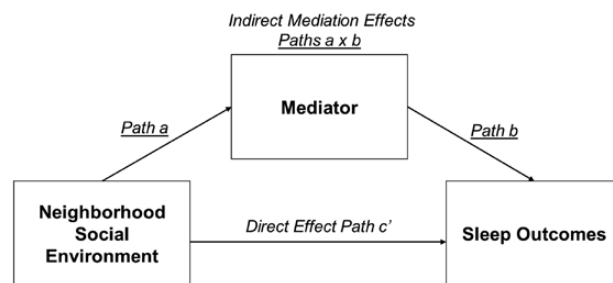 Indirect Mediation Effects
Paths a x b
Mediator
Path a
Path b
Neighborhood
Social
Environment
Direct Effect Path c'
Sleep Outcomes